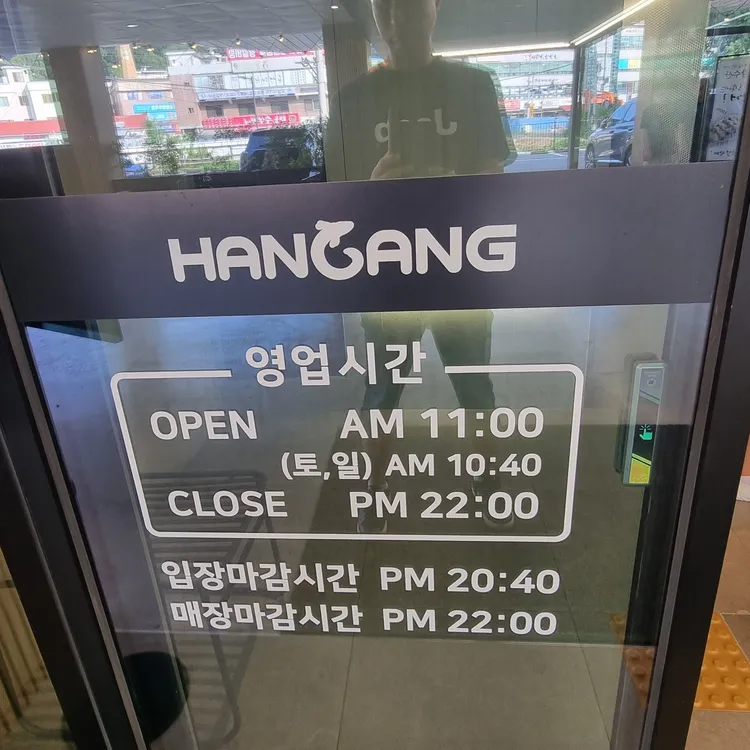 HANGANG
영업시간
OPEN AM 11:00
(토,일) AM 10:40
CLOSE PM 22:00
입장마감시간 PM 20:40
매장마감시간 PM 22:00